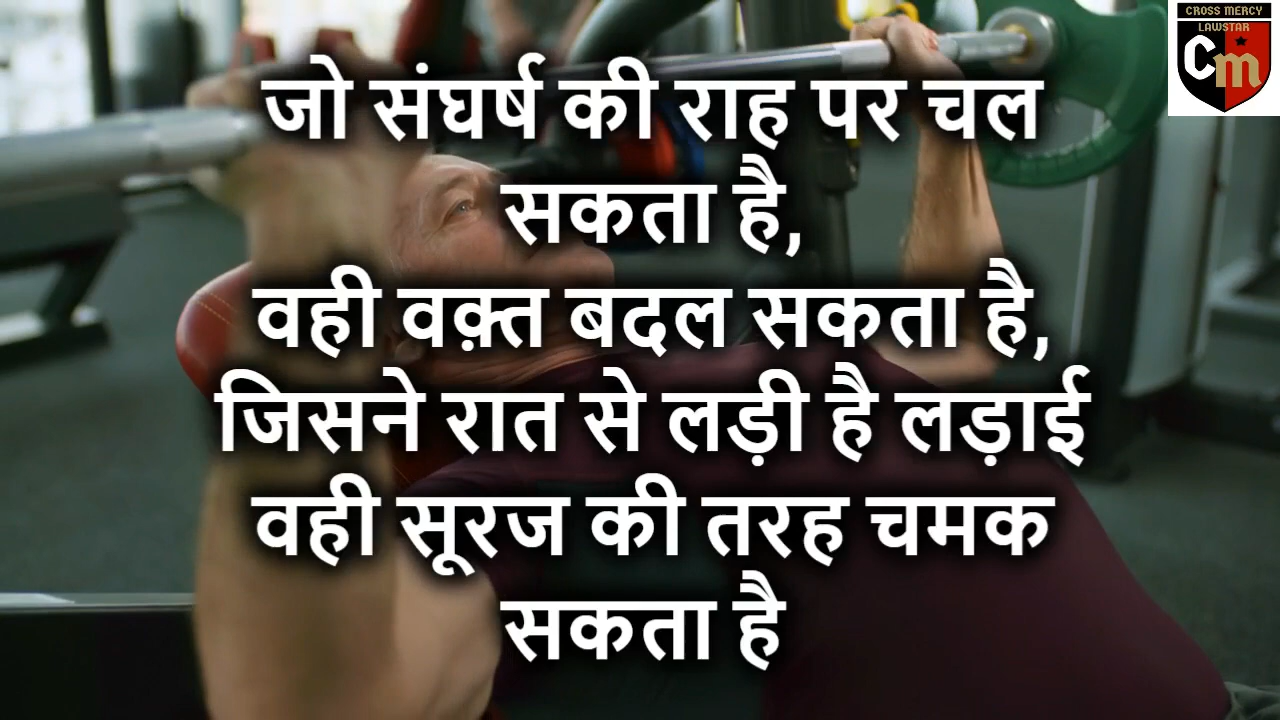 CROSS MERCY
LAWSTAR
Cm
जो संघर्ष की राह पर चल
सकता है,
वही वक़्त बदल सकता है,
जिसने रात से लड़ी है लड़ाई
वही सूरज की तरह चमक
सकता है